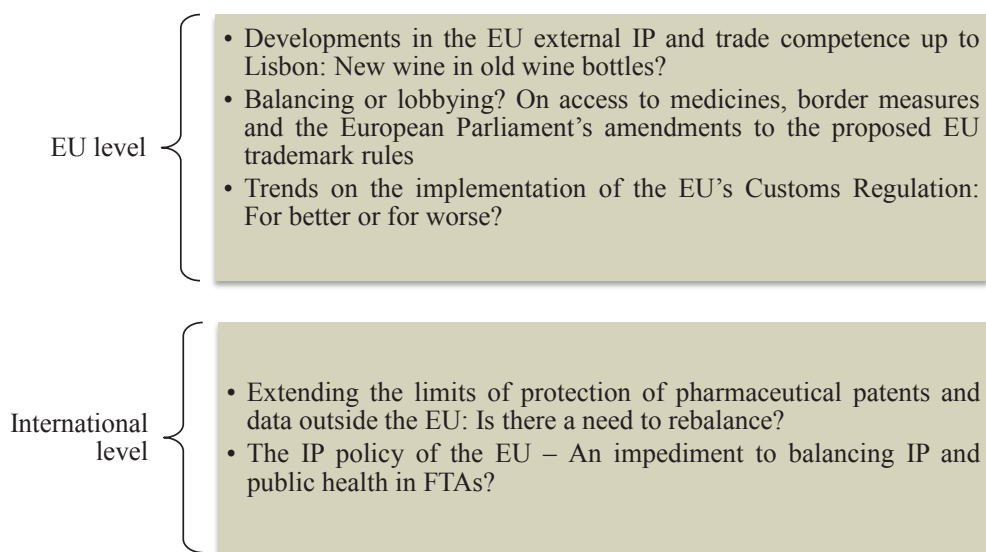 EU level
• Developments in the EU external IP and trade competence up to
Lisbon: New wine in old wine bottles?
• Balancing or lobbying? On access to medicines, border measures
and the European Parliament’s amendments to the proposed EU
trademark rules
• Trends on the implementation of the EU’s Customs Regulation:
For better or for worse?
International
level
• Extending the limits of protection of pharmaceutical patents and
data outside the EU: Is there a need to rebalance?
• The IP policy of the EU – An impediment to balancing IP and
public health in FTAs?